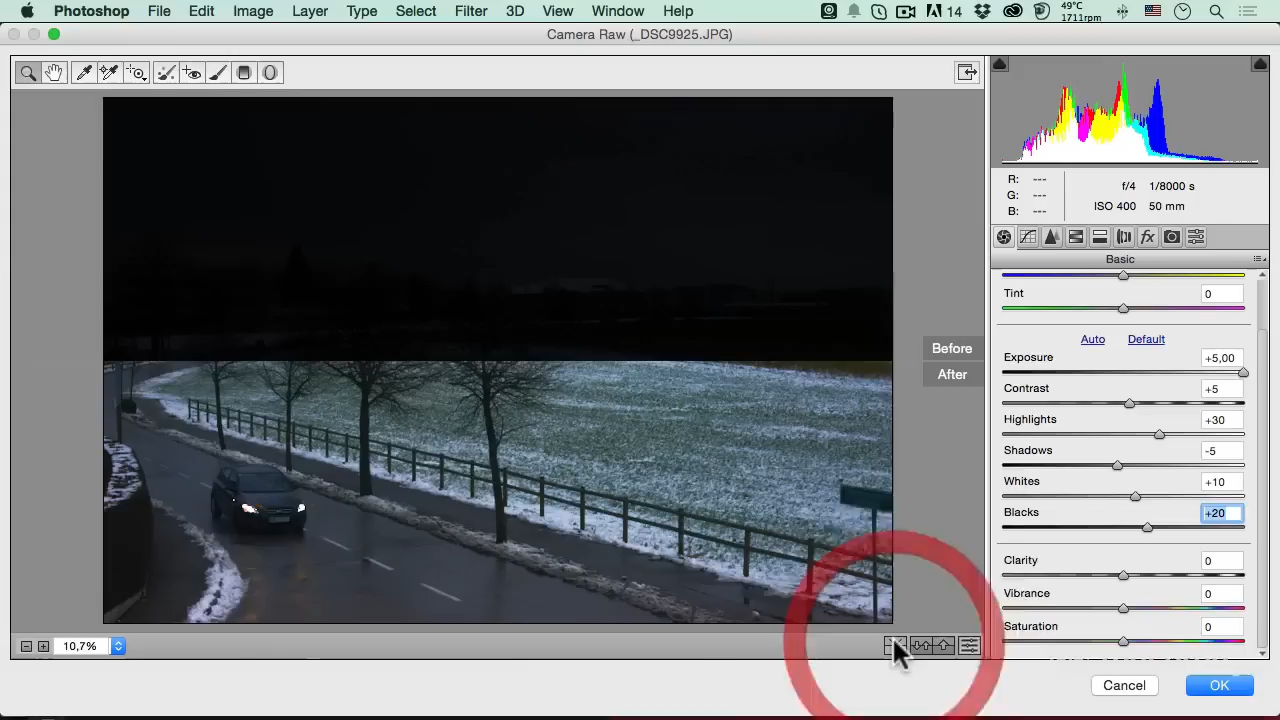 Photoshop File Edit Image Layer Type Select Filter 3D View Window Help 14 49°C 1711rpm
Camera Raw (_DSC9925.JPG)
R: ---
G: ---
B: ---
f/4 1/8000 s
ISO 400 50 mm
fx
Basic
Tint 0
Auto Default
Exposure +5,00
Contrast +5
Highlights +30
Shadows -5
Whites +10
Blacks +20
Clarity 0
Vibrance 0
Saturation 0
Before
After
10,7%
Cancel OK